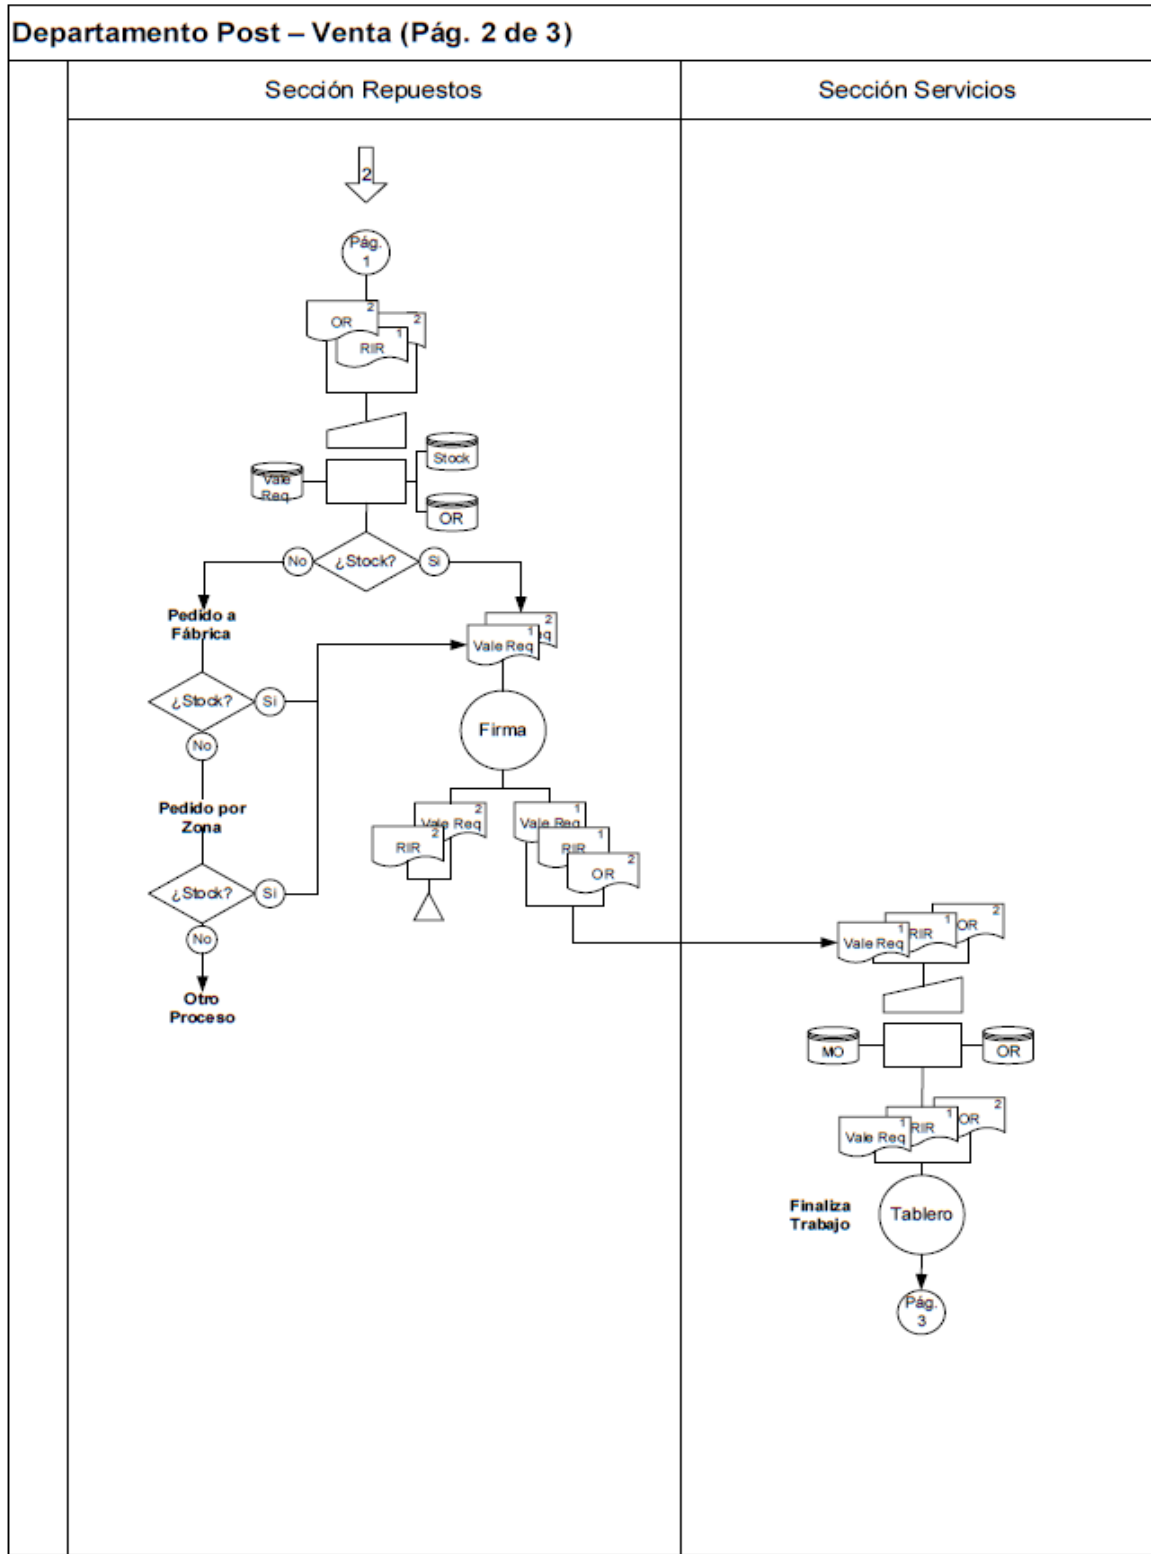 Departamento Post – Venta (Pág. 2 de 3)
Sección Repuestos
Sección Servicios
2
Pág.
1
2
OR
2
1
RIR
Stock
Vale
Req
OR
No
¿Stock?
Si
Pedido a
Fábrica
2
1
Vale Req
¿Stock?
Si
Firma
No
Pedido por
Zona
2
Vale Req
2
RIR
1
Vale Req
1
RIR
2
OR
¿Stock?
Si
No
Otro
Proceso
1
Vale Req
1
RIR
2
OR
MO
OR
1
Vale Req
1
RIR
2
OR
Finaliza
Trabajo
Tablero
Pág.
3